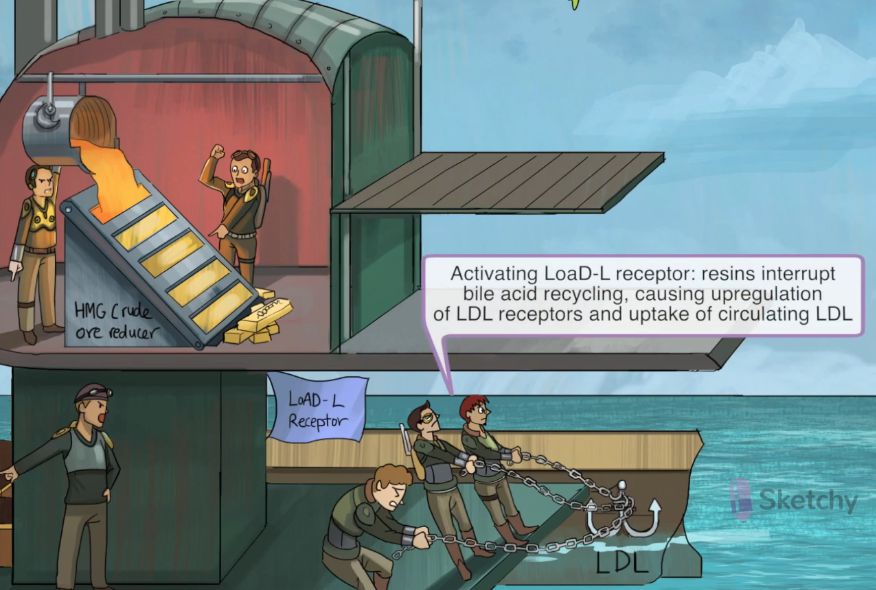 HMG Crude
ore reducer
Activating LoaD-L receptor: resins interrupt
bile acid recycling, causing upregulation
of LDL receptors and uptake of circulating LDL
LoAD-L
Receptor
Sketchy
LDL